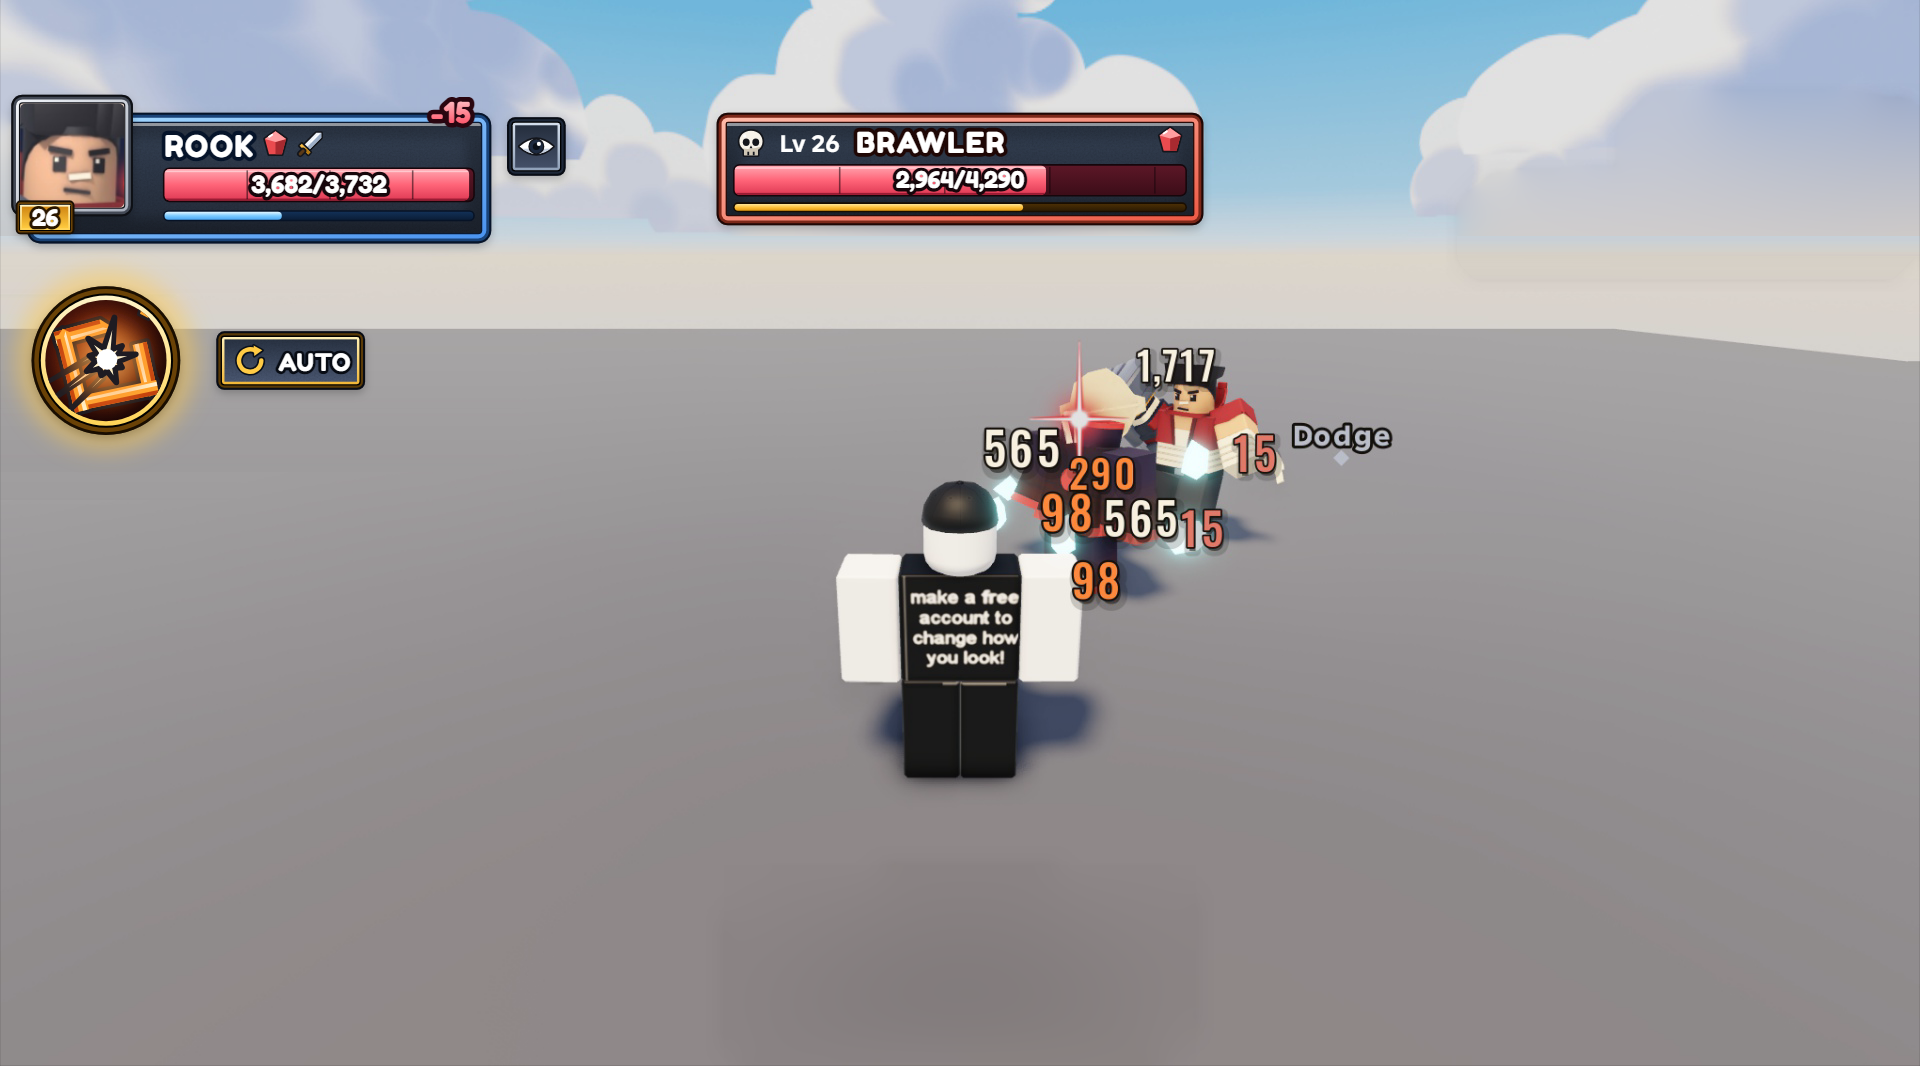 -15
ROOK
3,682/3,732
26
Lv 26 BRAWLER
2,964/4,290
AUTO
1,717
Dodge
565
15
290
98
565
15
98
make a free
account to
change how
you look!